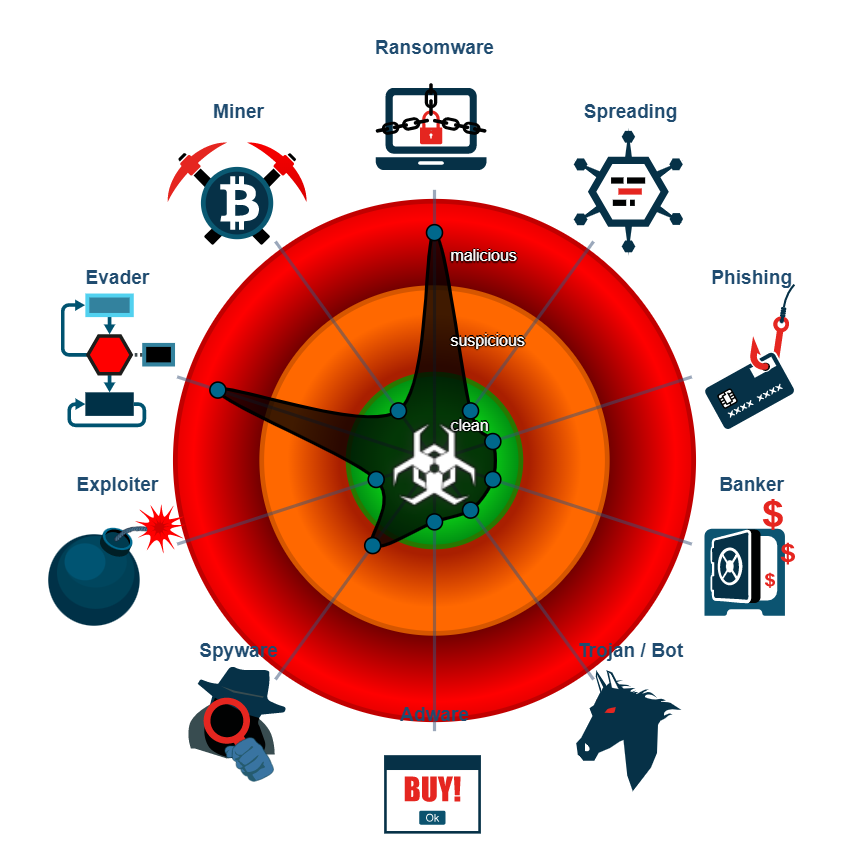 Ransomware
Miner
Spreading
malicious
Evader
Phishing
suspicious
XXXX XXXX
clean
Exploiter
Banker
$
$
$
Spyware
Trojan / Bot
Adware
BUY!
Ok